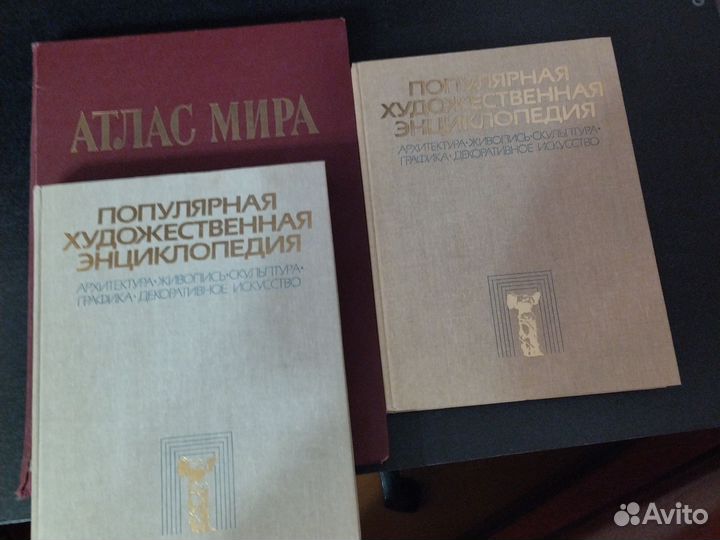 АТЛАС МИРА
ПОПУЛЯРНАЯ
ХУДОЖЕСТВЕННАЯ
ЭНЦИКЛОПЕДИЯ
АРХИТЕКТУРА • ЖИВОПИСЬ • СКУЛЬПТУРА •
ГРАФИКА • ДЕКОРАТИВНОЕ ИСКУССТВО
ПОПУЛЯРНАЯ
ХУДОЖЕСТВЕННАЯ
ЭНЦИКЛОПЕДИЯ
АРХИТЕКТУРА • ЖИВОПИСЬ • СКУЛЬПТУРА •
ГРАФИКА • ДЕКОРАТИВНОЕ ИСКУССТВО
Avito